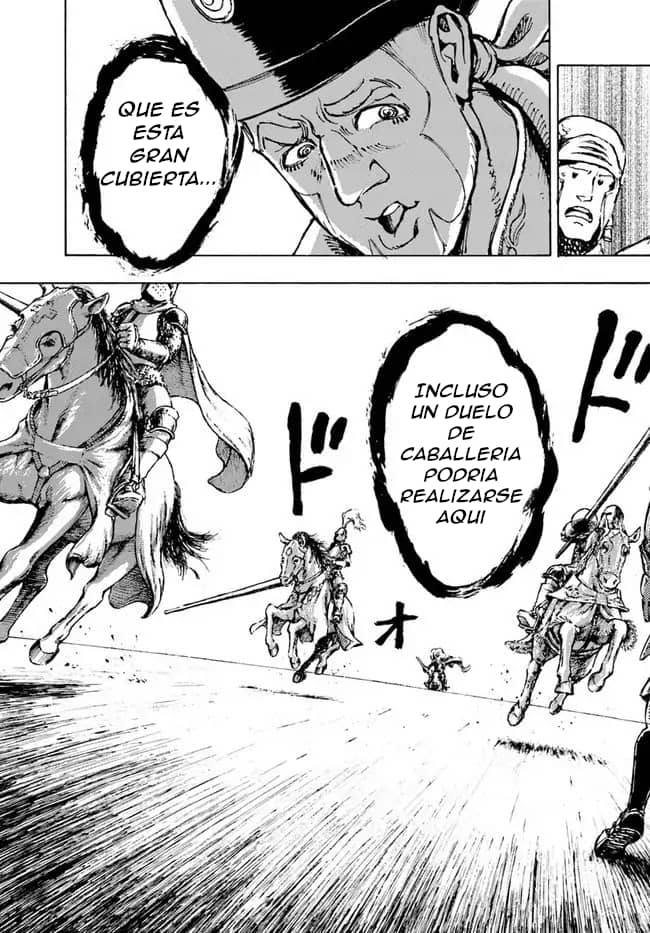 QUE ES
ESTA
GRAN
CUBIERTA...
INCLUSO
UN DUELO
DE
CABALLERIA
PODRIA
REALIZARSE
AQUI
ド
ド
オ